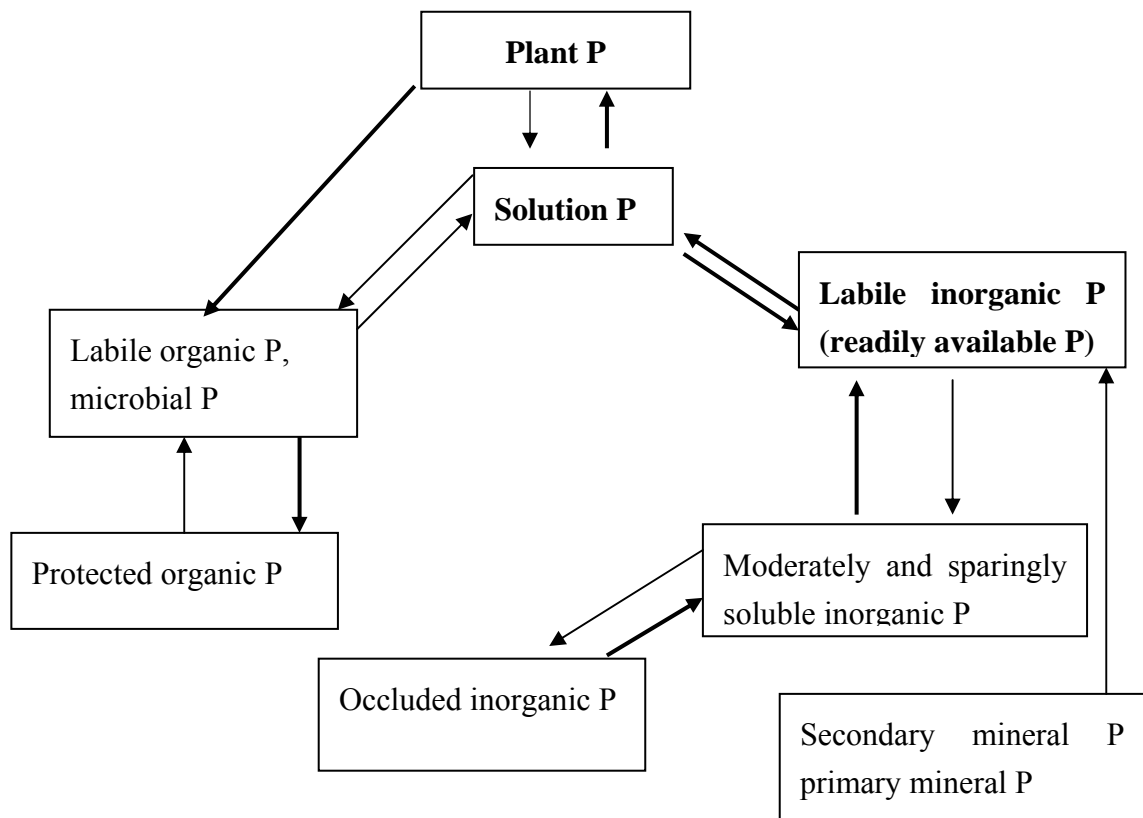 Plant P
Solution P
Labile inorganic P
(readily available P)
Labile organic P,
microbial P
Protected organic P
Moderately and sparingly
soluble inorganic P
Occluded inorganic P
Secondary mineral P
primary mineral P